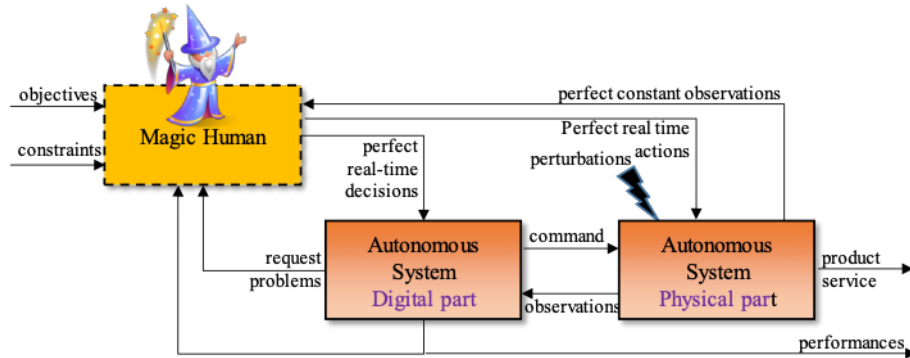 objectives
constraints
Magic Human
perfect constant observations
Perfect real time
actions
perturbations
perfect
real-time
decisions
request
problems
Autonomous
System
Digital part
command
observations
Autonomous
System
Physical part
product
service
performances